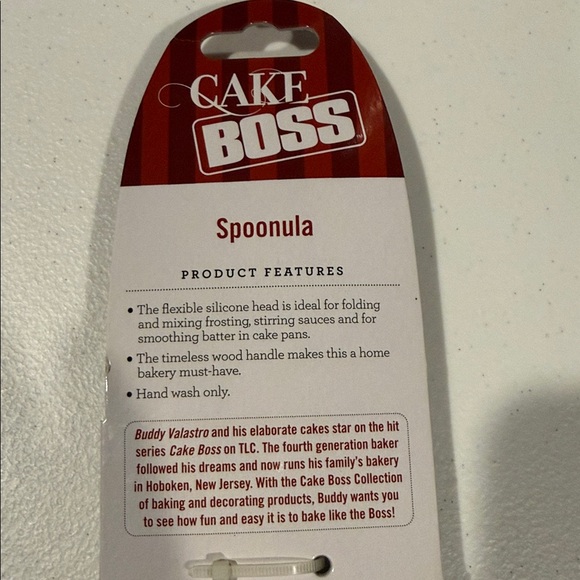 CAKE
BOSS™
Spoonula
PRODUCT FEATURES
• The flexible silicone head is ideal for folding
and mixing frosting, stirring sauces and for
smoothing batter in cake pans.
• The timeless wood handle makes this a home
bakery must-have.
• Hand wash only.
Buddy Valastro and his elaborate cakes star on the hit
series Cake Boss on TLC. The fourth generation baker
followed his dreams and now runs his family's bakery
in Hoboken, New Jersey. With the Cake Boss Collection
of baking and decorating products, Buddy wants you
to see how fun and easy it is to bake like the Boss!